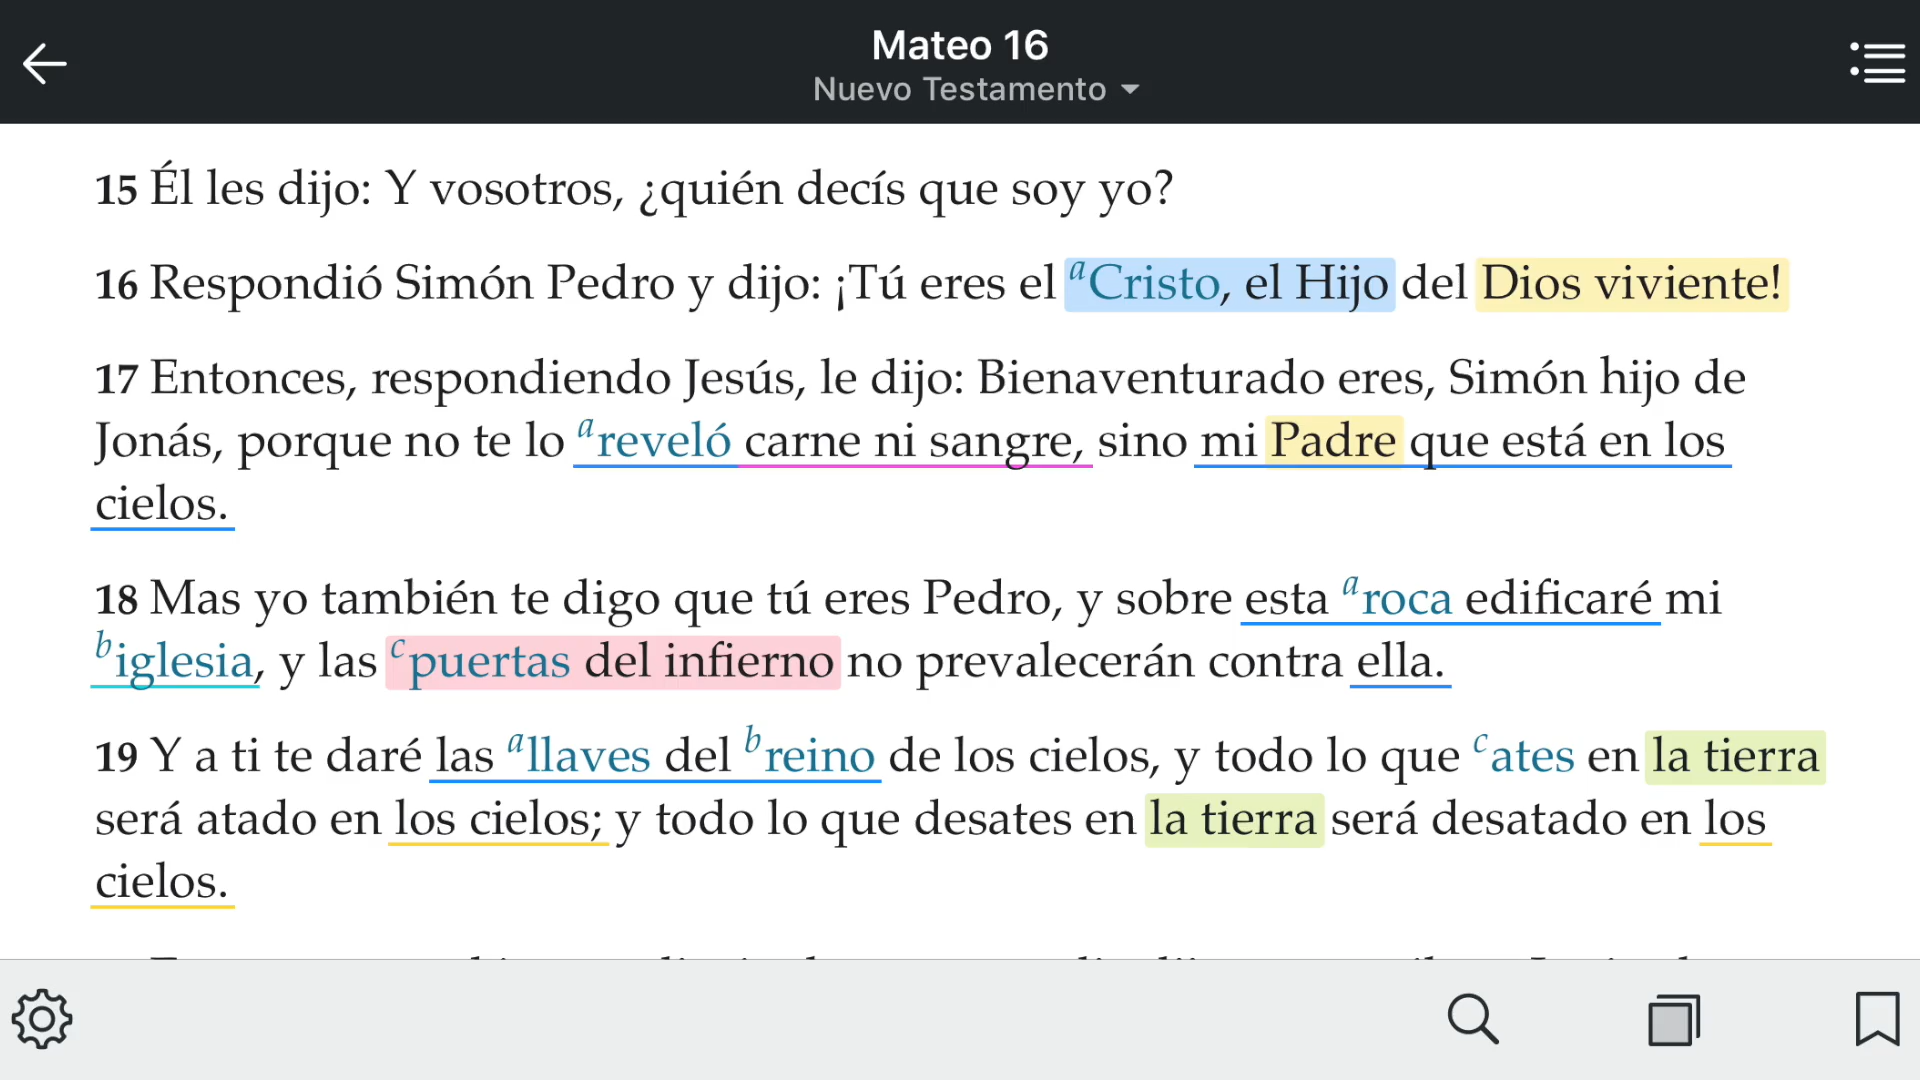 Mateo 16
Nuevo Testamento
15 Él les dijo: Y vosotros, ¿quién decís que soy yo?
16 Respondió Simón Pedro y dijo: ¡Tú eres el aCristo, el Hijo del Dios viviente!
17 Entonces, respondiendo Jesús, le dijo: Bienaventurado eres, Simón hijo de
Jonás, porque no te lo areveló carne ni sangre, sino mi Padre que está en los
cielos.
18 Mas yo también te digo que tú eres Pedro, y sobre esta aroca edificaré mi
biglesia, y las cpuertas del infierno no prevalecerán contra ella.
19 Y a ti te daré las allaves del breino de los cielos, y todo lo que cates en la tierra
será atado en los cielos; y todo lo que desates en la tierra será desatado en los
cielos.